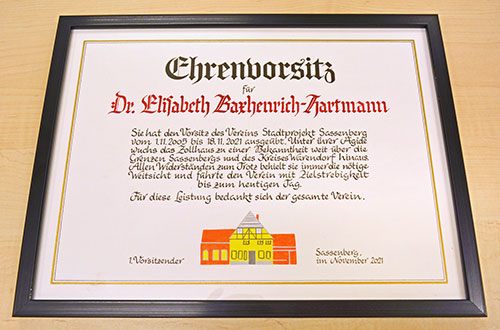 Ehrenvorsitz
für
Dr. Elisabeth Baxhenrich-Hartmann
Sie hat den Vorsitz des Vereins Stadtprojekt Sassenberg
vom 1.11.2005 bis 18.11.2021 ausgeübt. Unter ihrer Ägide
wuchs das Zollhaus zu einer Bekanntheit weit über die
Grenzen Sassenbergs und des Kreises Warendorf hinaus.
Allen Widerständen zum Trotz behielt sie immer die nötige
Weitsicht und führte den Verein mit Zielstrebigkeit
bis zum heutigen Tag.
Für diese Leistung bedankt sich der gesamte Verein.
1. Vorsitzender
Sassenberg,
im November 2021